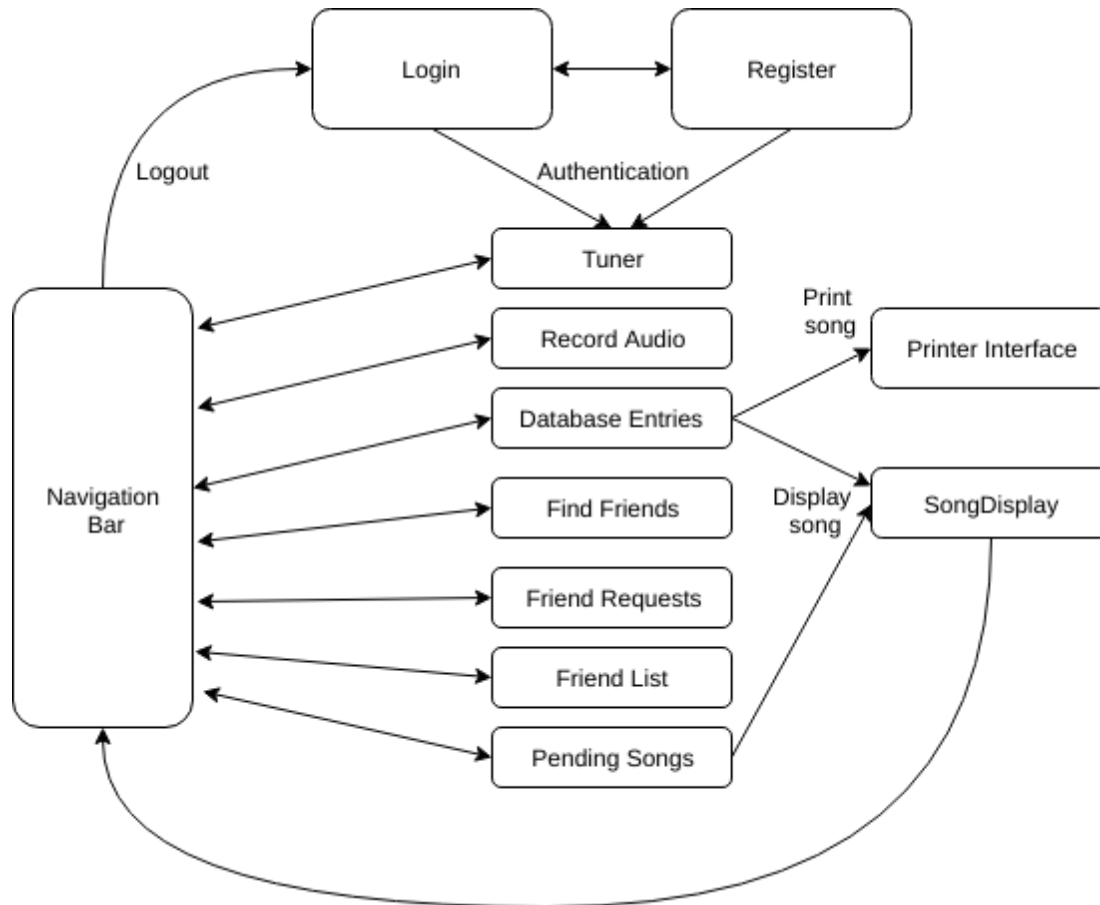 Login
Register
Logout
Authentication
Tuner
Print
song
Record Audio
Printer Interface
Database Entries
Navigation
Bar
Display
song
Find Friends
SongDisplay
Friend Requests
Friend List
Pending Songs